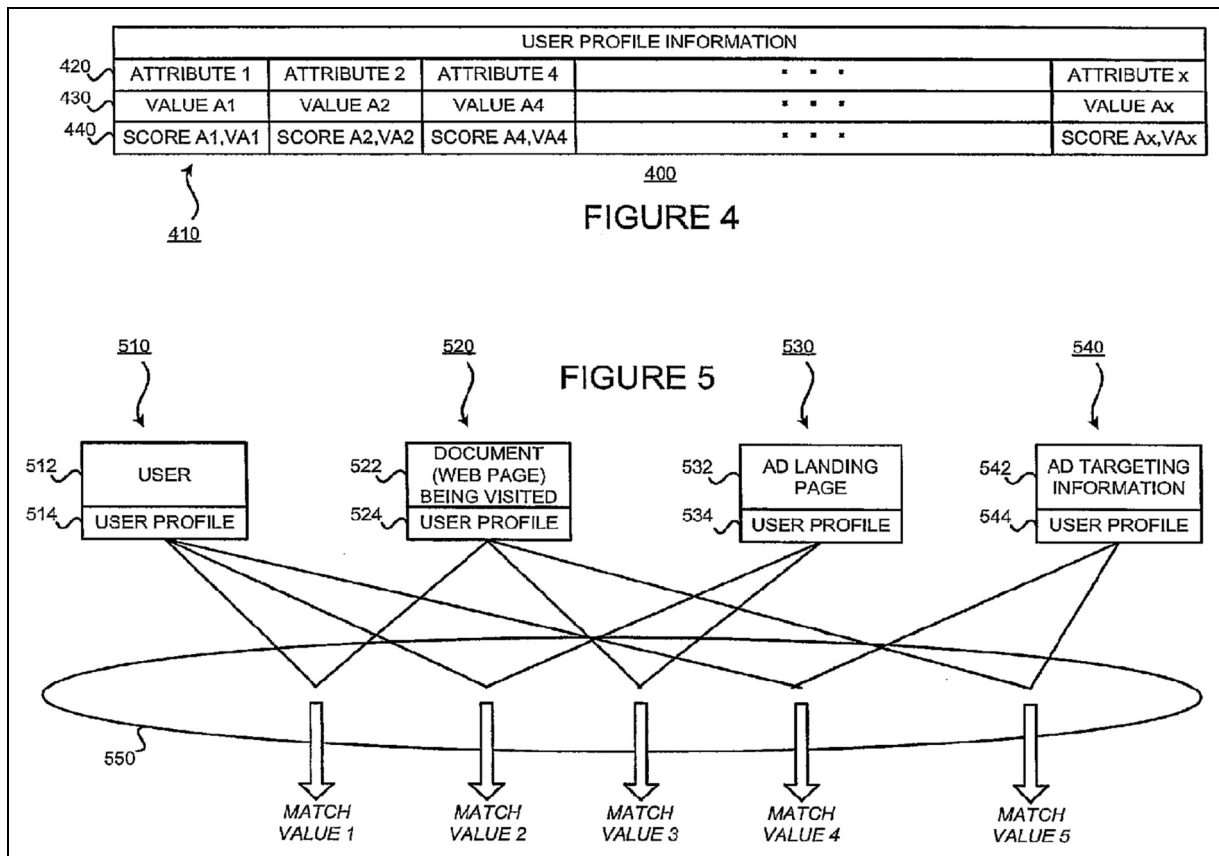 USER PROFILE INFORMATION
420 ATTRIBUTE 1 ATTRIBUTE 2 ATTRIBUTE 4 . . . ATTRIBUTE x
430 VALUE A1 VALUE A2 VALUE A4 . . . VALUE Ax
440 SCORE A1,VA1 SCORE A2,VA2 SCORE A4,VA4 . . . SCORE Ax,VAx
400
410
FIGURE 4
510 520 530 540
FIGURE 5
512 USER
514 USER PROFILE
522 DOCUMENT
(WEB PAGE)
BEING VISITED
524 USER PROFILE
532 AD LANDING
PAGE
534 USER PROFILE
542 AD TARGETING
INFORMATION
544 USER PROFILE
550
MATCH
VALUE 1
MATCH
VALUE 2
MATCH
VALUE 3
MATCH
VALUE 4
MATCH
VALUE 5